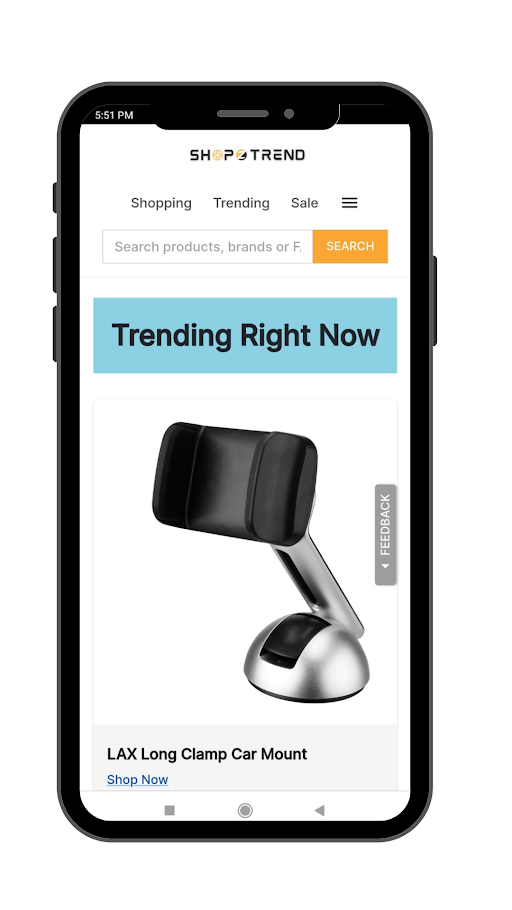 5:51 PM
SHOP2TREND
Shopping Trending Sale
Search products, brands or F.
SEARCH
Trending Right Now
FEEDBACK
LAX Long Clamp Car Mount
Shop Now